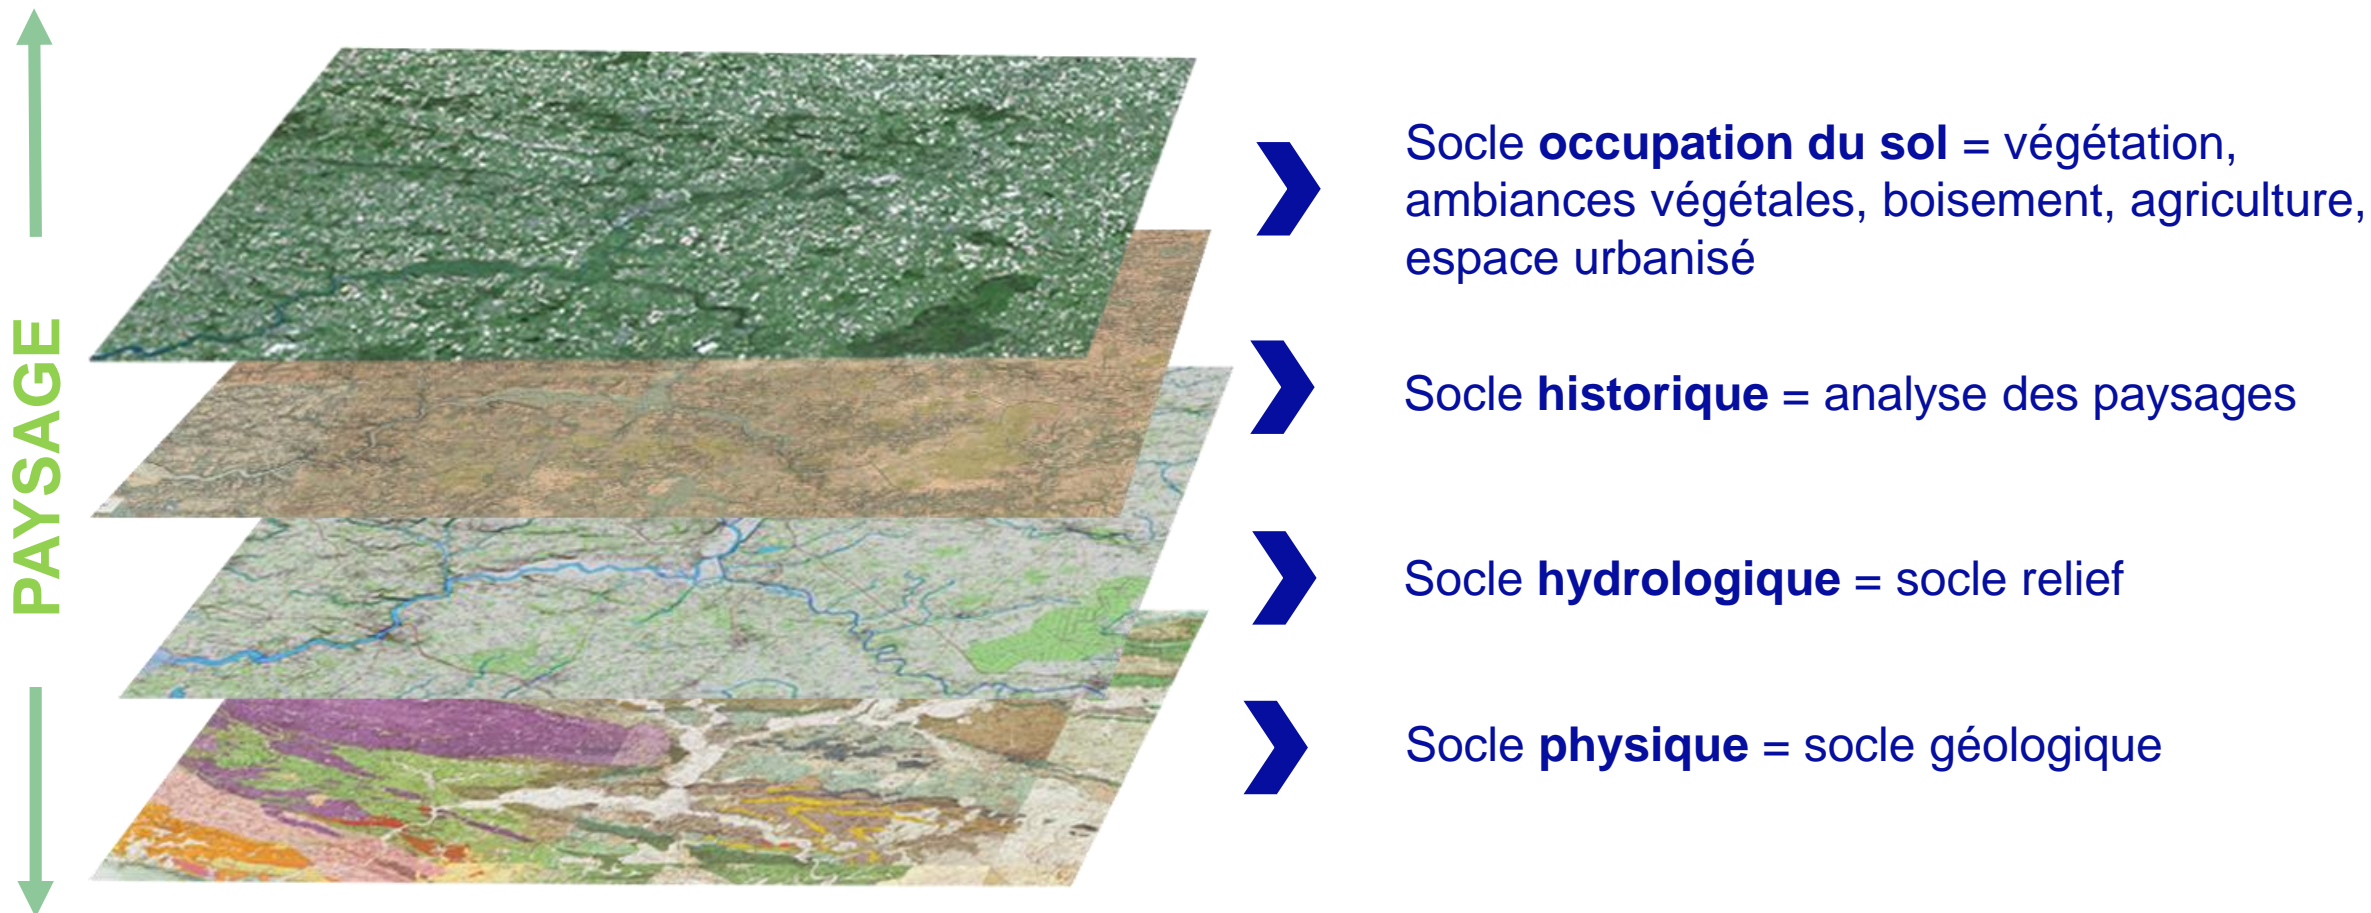 PAYSAGE
Socle occupation du sol = végétation,
ambiances végétales, boisement, agriculture,
espace urbanisé
Socle historique = analyse des paysages
Socle hydrologique = socle relief
Socle physique = socle géologique